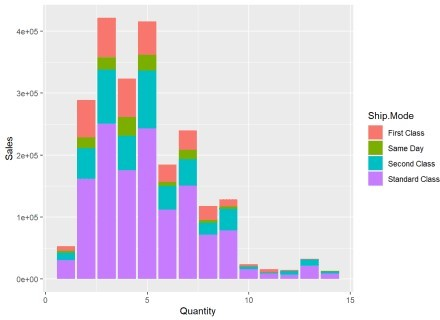 4e+05
3e+05
2e+05
1e+05
0e+00
Sales
0
5
10
15
Quantity
Ship.Mode
First Class
Same Day
Second Class
Standard Class